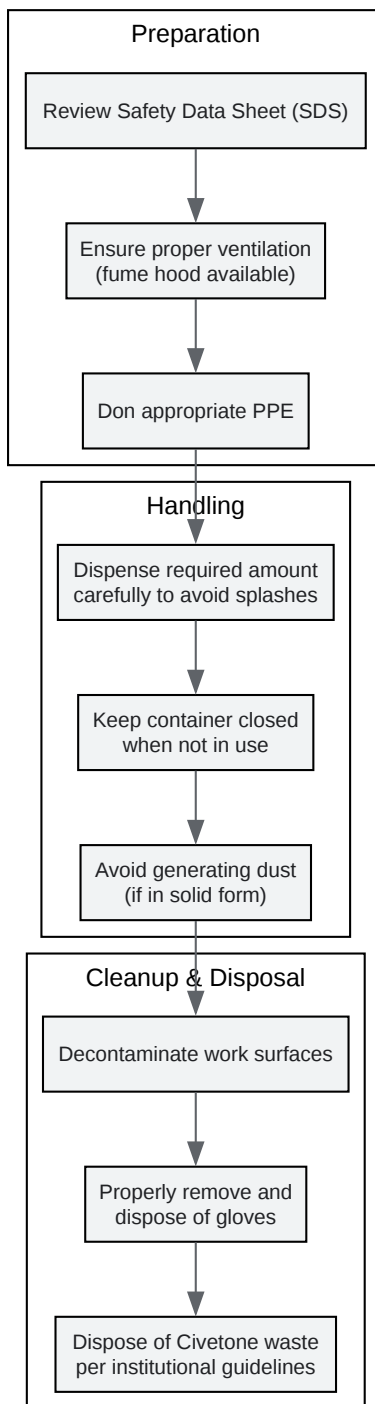 Preparation
Review Safety Data Sheet (SDS)
Ensure proper ventilation
(fume hood available)
Don appropriate PPE
Handling
Dispense required amount
carefully to avoid splashes
Keep container closed
when not in use
Avoid generating dust
(if in solid form)
Cleanup & Disposal
Decontaminate work surfaces
Properly remove and
dispose of gloves
Dispose of Civetone waste
per institutional guidelines